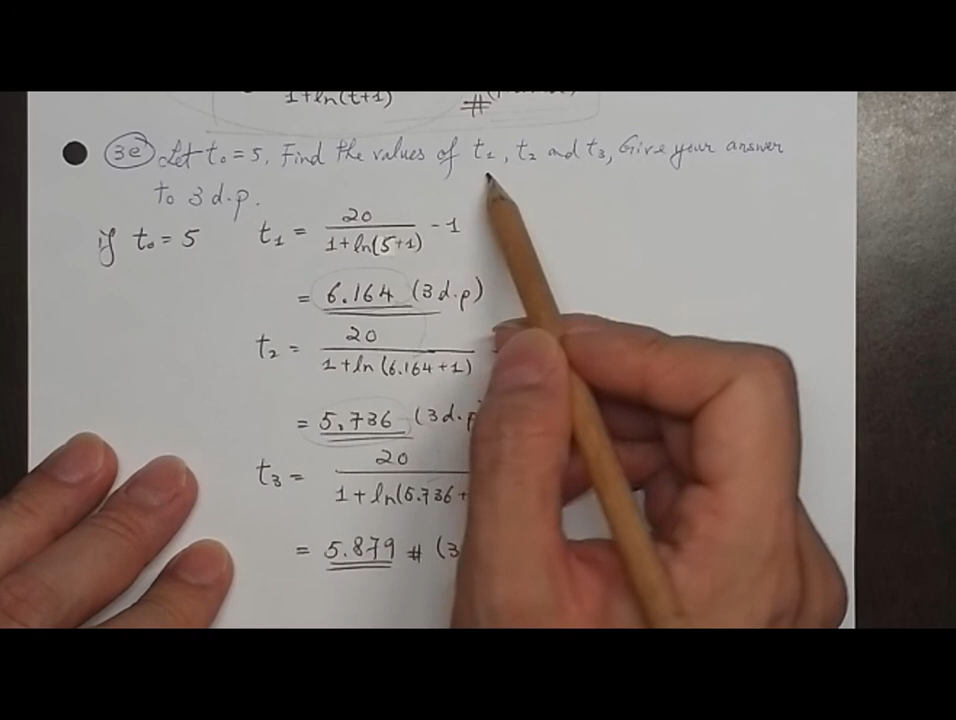 1+ln(t+1) #
3e Let t₀ = 5, Find the values of t₁, t₂ and t₃, Give your answer
to 3 d.p.
if t₀ = 5 t₁ = 20 / 1+ln(5+1) - 1
= 6.164 (3 d.p)
t₂ = 20 / 1+ln(6.164+1)
= 5.736 (3 d.p
t₃ = 20 / 1+ln(5.736+
= 5.879 # (3